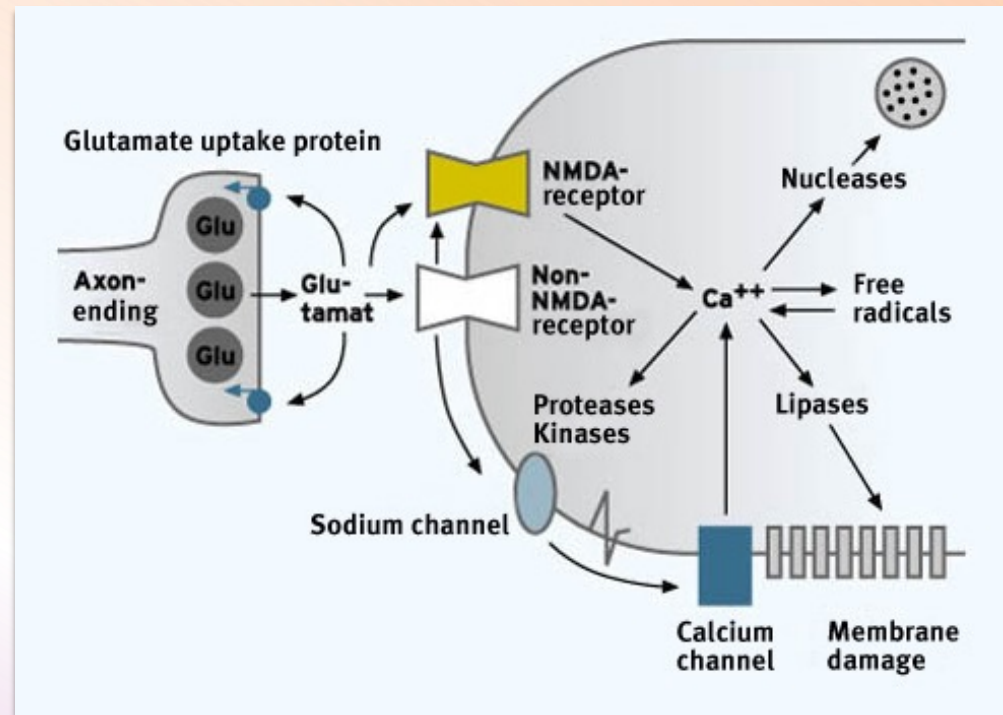 Glutamate uptake protein
Glu
Glu
Glu
Axon-
ending
Glu-
tamat
NMDA-
receptor
Non-
NMDA-
receptor
Nucleases
Ca++
Free
radicals
Proteases
Kinases
Lipases
Sodium channel
Calcium
channel
Membrane
damage